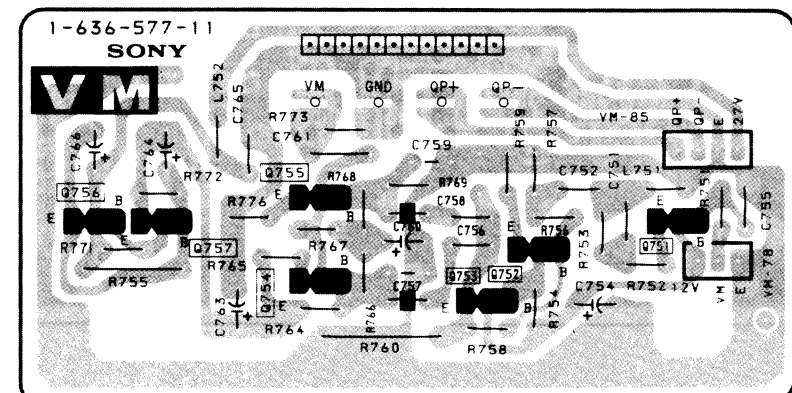 1-636-577-11
SONY
VM
L752
C765
VM
GND
QP+
QP-
R773
C761
C759
R759
R757
VM-85
QP+
QP-
E
27V
C766
C764
R772
Q755
R768
R769
C752
C751
L751
R751
C755
Q756
B
E
R776
E
B
C758
C760
C756
E
R756
R753
E
R771
E
B
Q757
R767
R765
B
Q751
B
R755
Q754
C757
Q753
Q752
R752
12V
VM
E
VM-78
C763
E
R764
R766
E
B
R754
C754
R760
R758